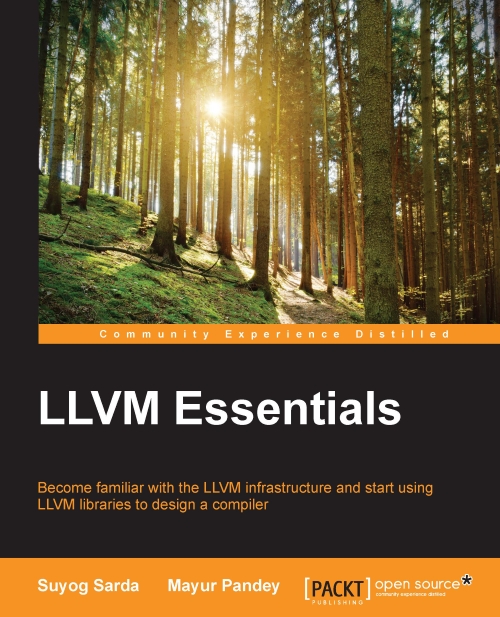 Community Experience Distilled
LLVM Essentials
Become familiar with the LLVM infrastructure and start using
LLVM libraries to design a compiler
Suyog Sarda Mayur Pandey
[PACKT] open source*
PUBLISHING community experience distilled